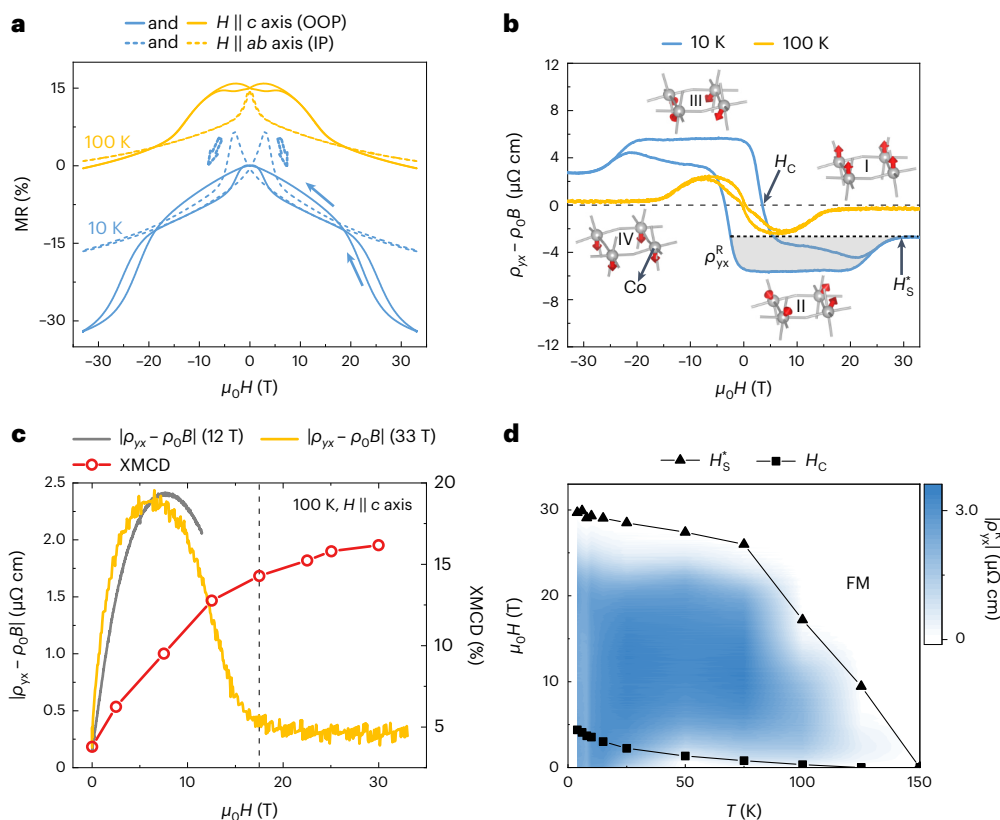 a
and H || c axis (OOP)
and H || ab axis (IP)
MR (%)
15
0
−15
−30
100 K
10 K
−30 −20 −10 0 10 20 30
μ₀H (T)
b
10 K 100 K
ρyx − ρ₀B (μΩ cm)
12
8
4
0
−4
−8
−12
III
HC
I
IV
Co
ρᴿyx
II
H*S
−30 −20 −10 0 10 20 30
μ₀H (T)
c
|ρyx − ρ₀B| (12 T) |ρyx − ρ₀B| (33 T)
XMCD
100 K, H || c axis
|ρyx − ρ₀B| (μΩ cm)
2.5
2.0
1.5
1.0
0.5
0
20
15
10
5
XMCD (%)
0 10 20 30
μ₀H (T)
d
H*S HC
μ₀H (T)
30
20
10
0
FM
3.0
0
|ρᴿyx| (μΩ cm)
0 50 100 150
T (K)